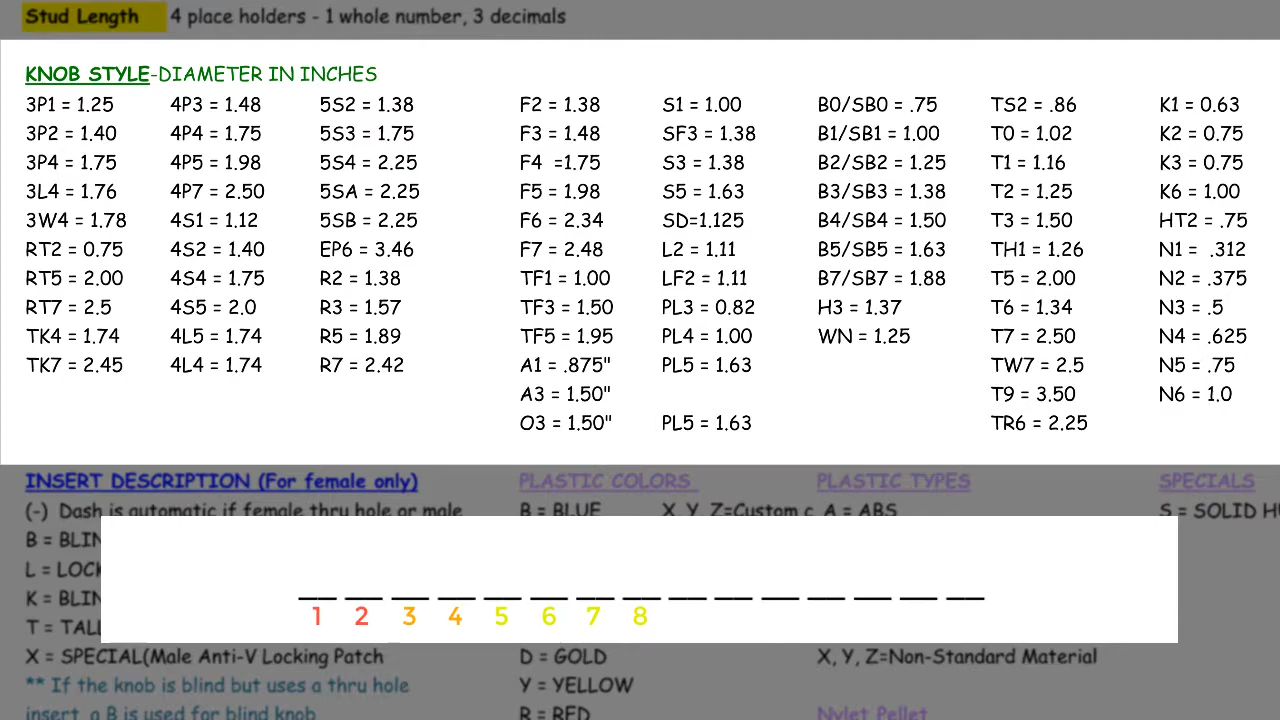 Stud Length 4 place holders - 1 whole number, 3 decimals
KNOB STYLE-DIAMETER IN INCHES
3P1 = 1.25 4P3 = 1.48 5S2 = 1.38 F2 = 1.38 S1 = 1.00 B0/SB0 = .75 TS2 = .86 K1 = 0.63
3P2 = 1.40 4P4 = 1.75 5S3 = 1.75 F3 = 1.48 SF3 = 1.38 B1/SB1 = 1.00 T0 = 1.02 K2 = 0.75
3P4 = 1.75 4P5 = 1.98 5S4 = 2.25 F4 =1.75 S3 = 1.38 B2/SB2 = 1.25 T1 = 1.16 K3 = 0.75
3L4 = 1.76 4P7 = 2.50 5SA = 2.25 F5 = 1.98 S5 = 1.63 B3/SB3 = 1.38 T2 = 1.25 K6 = 1.00
3W4 = 1.78 4S1 = 1.12 5SB = 2.25 F6 = 2.34 SD=1.125 B4/SB4 = 1.50 T3 = 1.50 HT2 = .75
RT2 = 0.75 4S2 = 1.40 EP6 = 3.46 F7 = 2.48 L2 = 1.11 B5/SB5 = 1.63 TH1 = 1.26 N1 = .312
RT5 = 2.00 4S4 = 1.75 R2 = 1.38 TF1 = 1.00 LF2 = 1.11 B7/SB7 = 1.88 T5 = 2.00 N2 = .375
RT7 = 2.5 4S5 = 2.0 R3 = 1.57 TF3 = 1.50 PL3 = 0.82 H3 = 1.37 T6 = 1.34 N3 = .5
TK4 = 1.74 4L5 = 1.74 R5 = 1.89 TF5 = 1.95 PL4 = 1.00 WN = 1.25 T7 = 2.50 N4 = .625
TK7 = 2.45 4L4 = 1.74 R7 = 2.42 A1 = .875" PL5 = 1.63 TW7 = 2.5 N5 = .75
A3 = 1.50" T9 = 3.50 N6 = 1.0
O3 = 1.50" PL5 = 1.63 TR6 = 2.25
INSERT DESCRIPTION (For female only) PLASTIC COLORS PLASTIC TYPES SPECIALS
(-) Dash is automatic if female thru hole or male B = BLUE X, Y, Z=Custom c A = ABS S = SOLID
B =
L =
K =
T =
1 2 3 4 5 6 7 8
X = SPECIAL(Male Anti-V Locking Patch D = GOLD X, Y, Z=Non-Standard Material
** If the knob is blind but uses a thru hole Y = YELLOW
insert, a B is used for blind knob R = RED Nylet Pellet